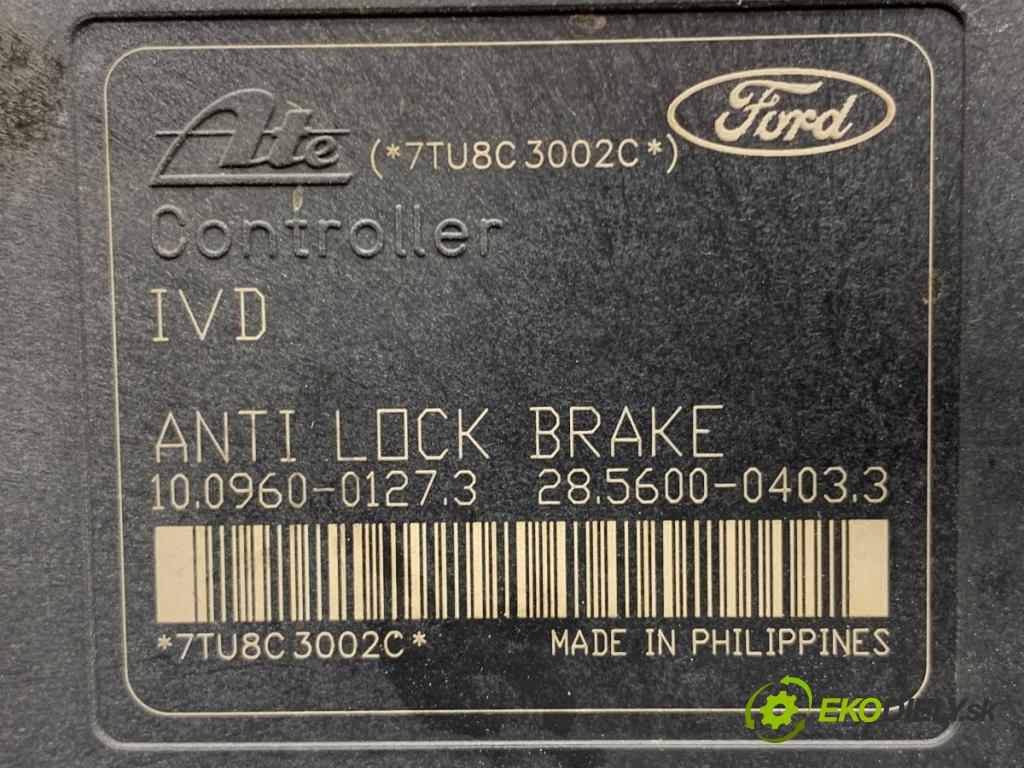 Ate (*7TU8C3002C*) Ford
Controller
IVD
ANTI LOCK BRAKE
10.0960-0127.3 28.5600-0403.3
*7TU8C3002C* MADE IN PHILIPPINES
EKODIELY.sk